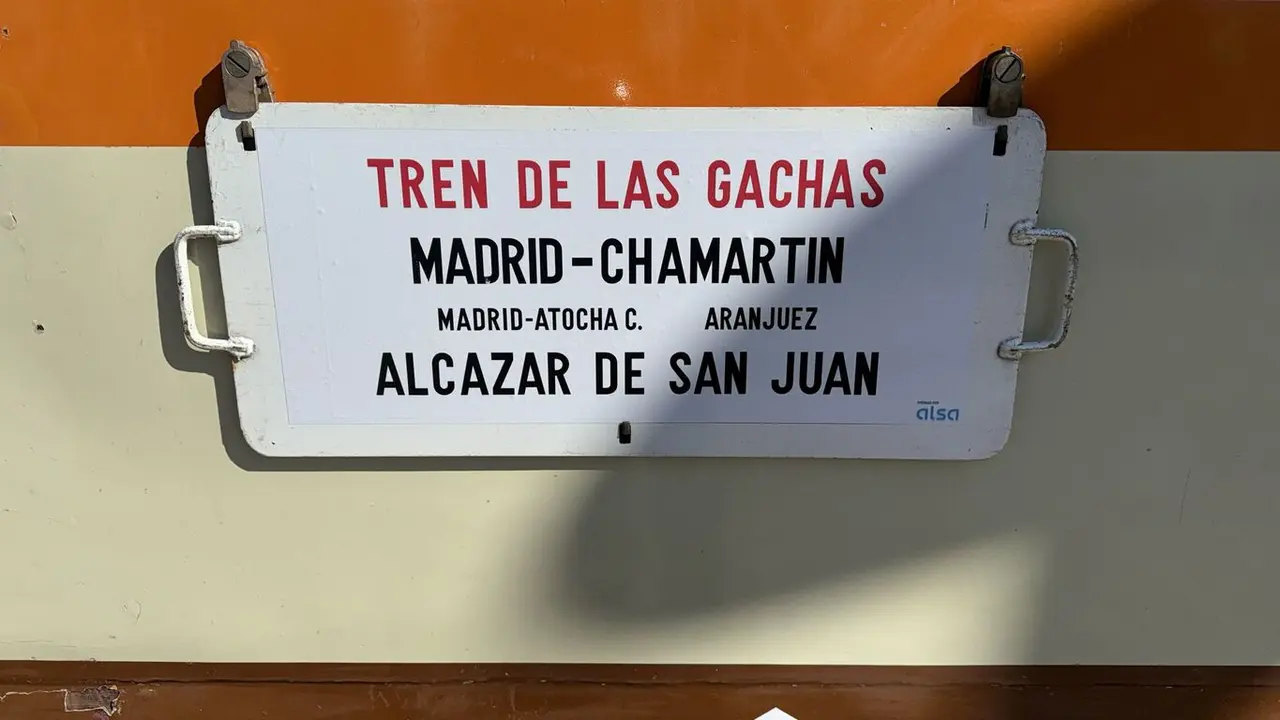 TREN DE LAS GACHAS
MADRID-CHAMARTIN
MADRID-ATOCHA C. ARANJUEZ
ALCAZAR DE SAN JUAN
alsa